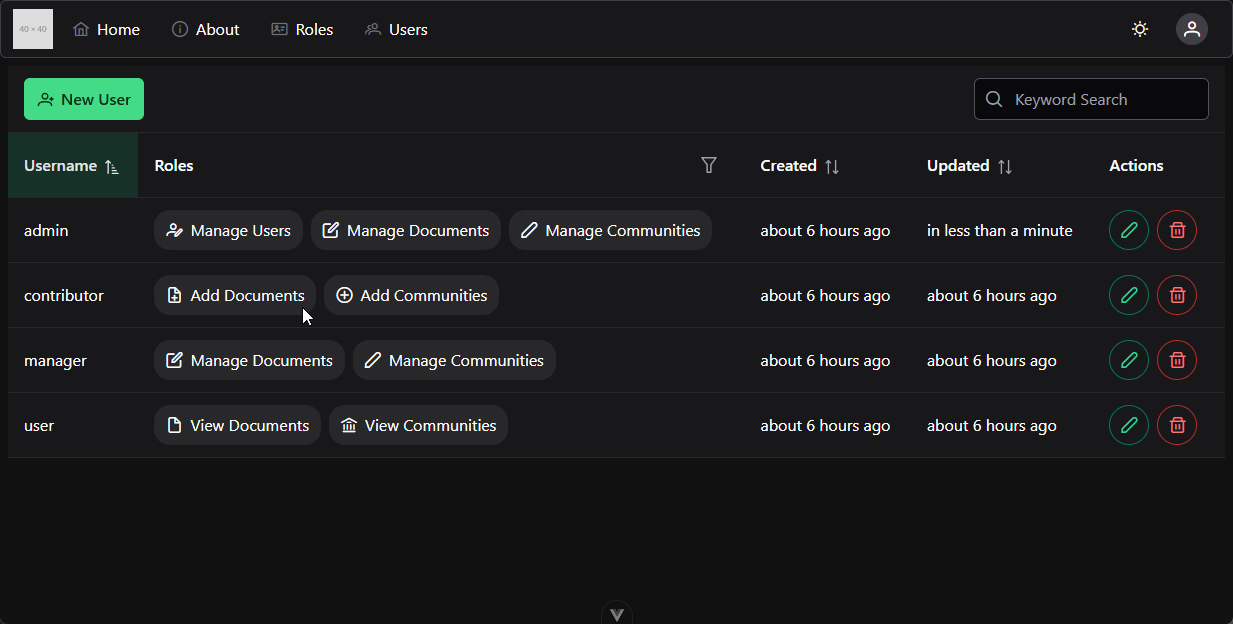 40 × 40 Home About Roles Users
New User Keyword Search
Username Roles Created Updated Actions
admin Manage Users Manage Documents Manage Communities about 6 hours ago in less than a minute
contributor Add Documents Add Communities about 6 hours ago about 6 hours ago
manager Manage Documents Manage Communities about 6 hours ago about 6 hours ago
user View Documents View Communities about 6 hours ago about 6 hours ago